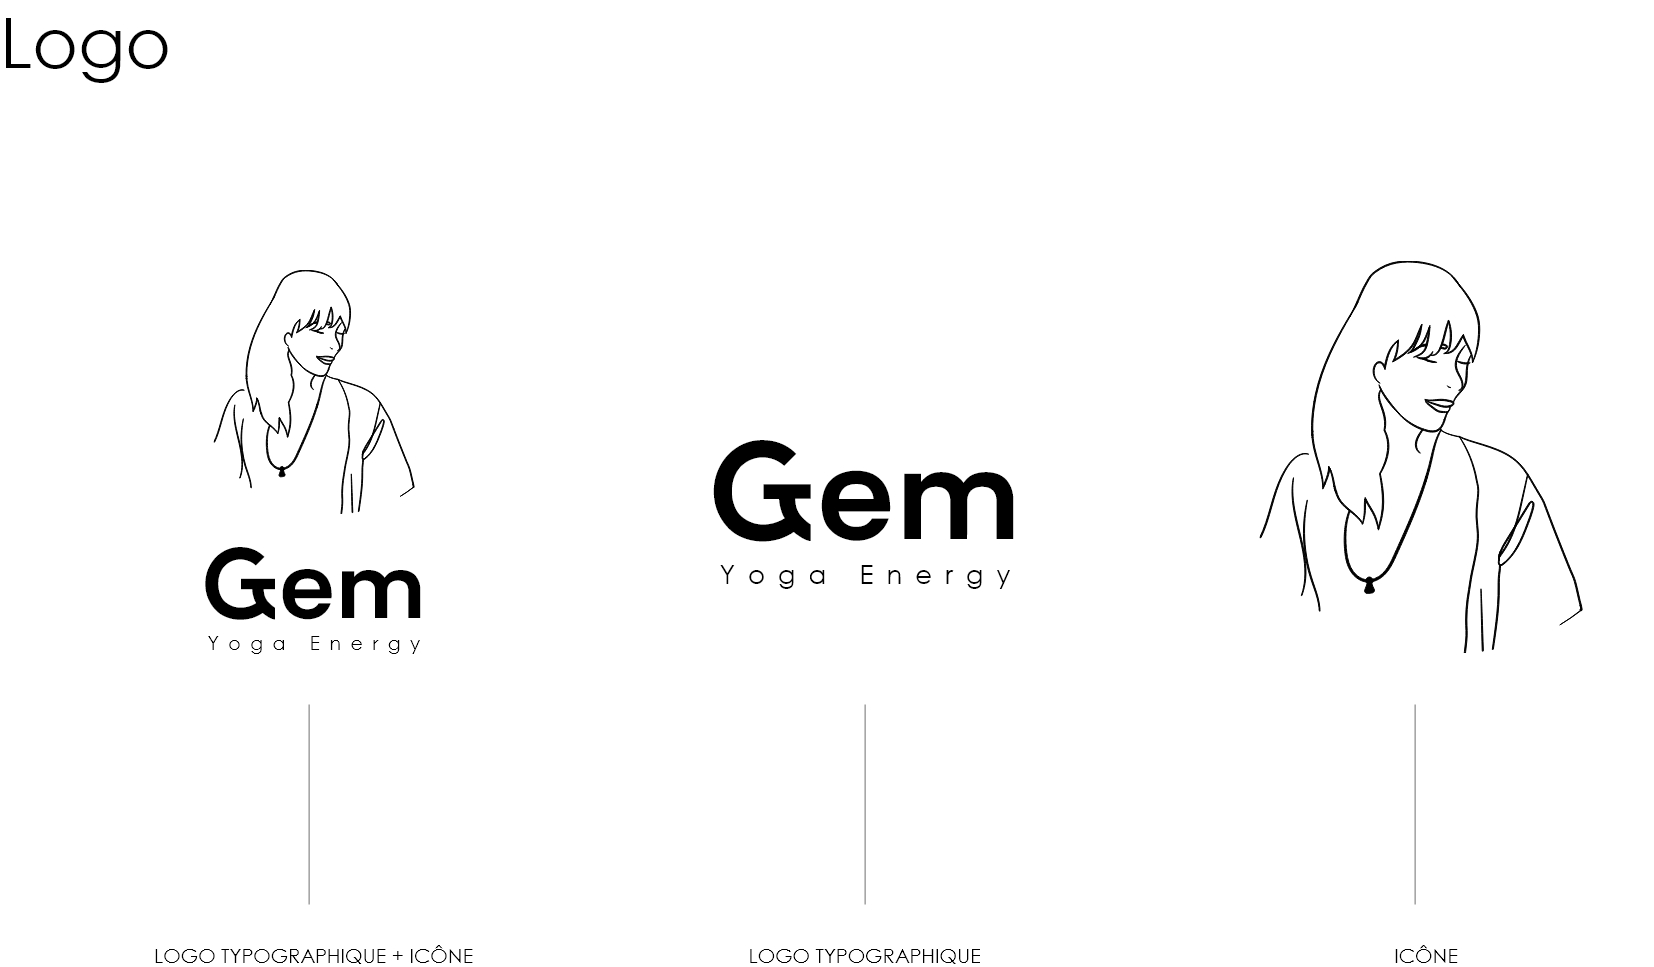 Logo
Gem
Yoga Energy
Gem
Yoga Energy
LOGO TYPOGRAPHIQUE + ICÔNE
LOGO TYPOGRAPHIQUE
ICÔNE